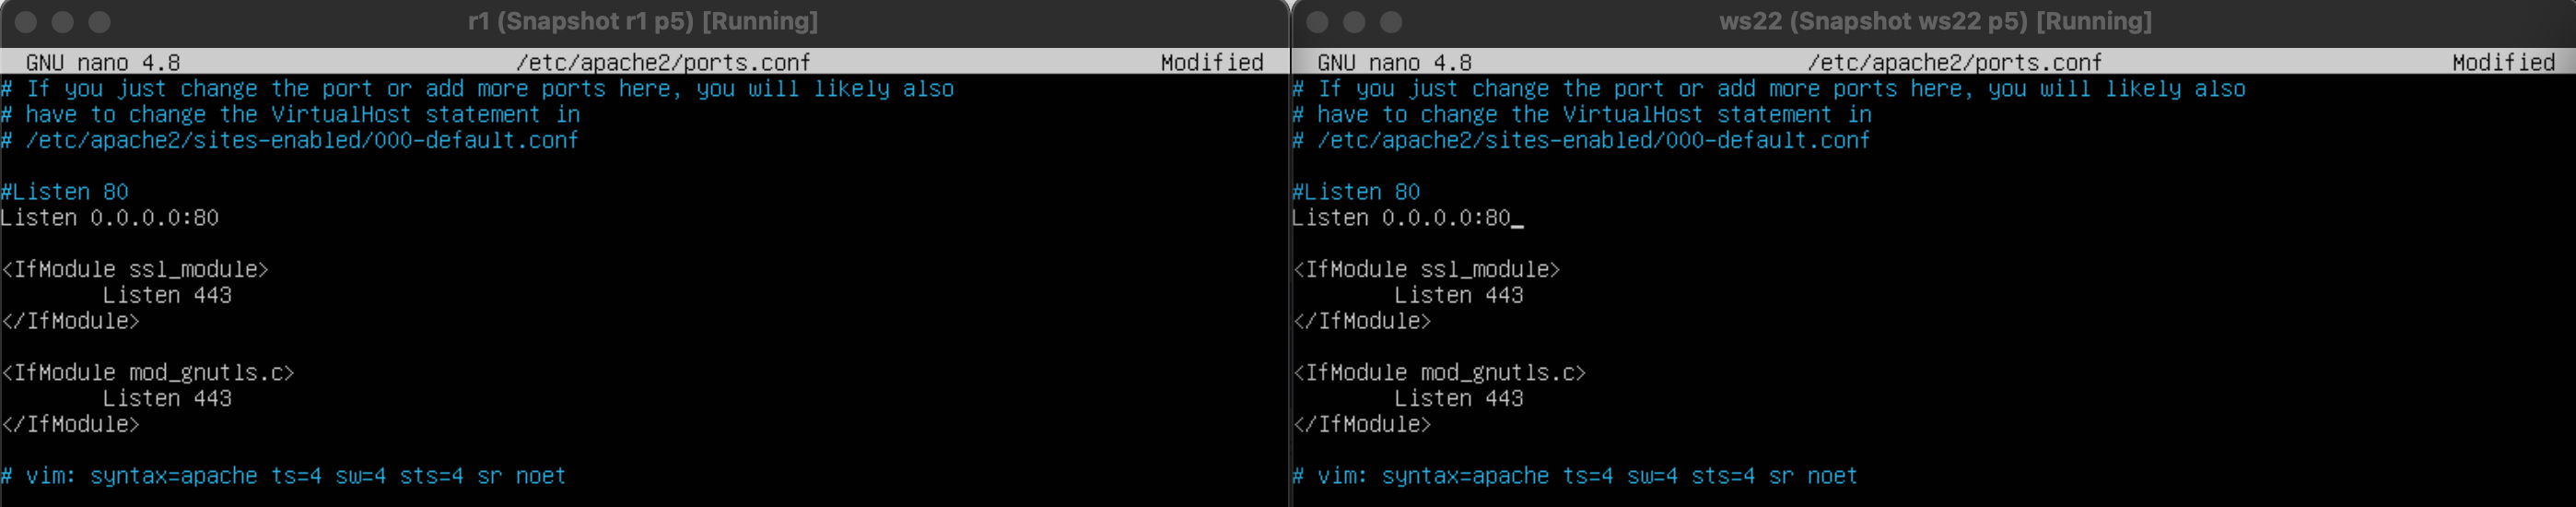 r1 (Snapshot r1 p5) [Running]
GNU nano 4.8 /etc/apache2/ports.conf Modified
# If you just change the port or add more ports here, you will likely also
# have to change the VirtualHost statement in
# /etc/apache2/sites-enabled/000-default.conf
#Listen 80
Listen 0.0.0.0:80
<IfModule ssl_module>
Listen 443
</IfModule>
<IfModule mod_gnutls.c>
Listen 443
</IfModule>
# vim: syntax=apache ts=4 sw=4 sts=4 sr noet
ws22 (Snapshot ws22 p5) [Running]
GNU nano 4.8 /etc/apache2/ports.conf Modified
# If you just change the port or add more ports here, you will likely also
# have to change the VirtualHost statement in
# /etc/apache2/sites-enabled/000-default.conf
#Listen 80
Listen 0.0.0.0:80
<IfModule ssl_module>
Listen 443
</IfModule>
<IfModule mod_gnutls.c>
Listen 443
</IfModule>
# vim: syntax=apache ts=4 sw=4 sts=4 sr noet